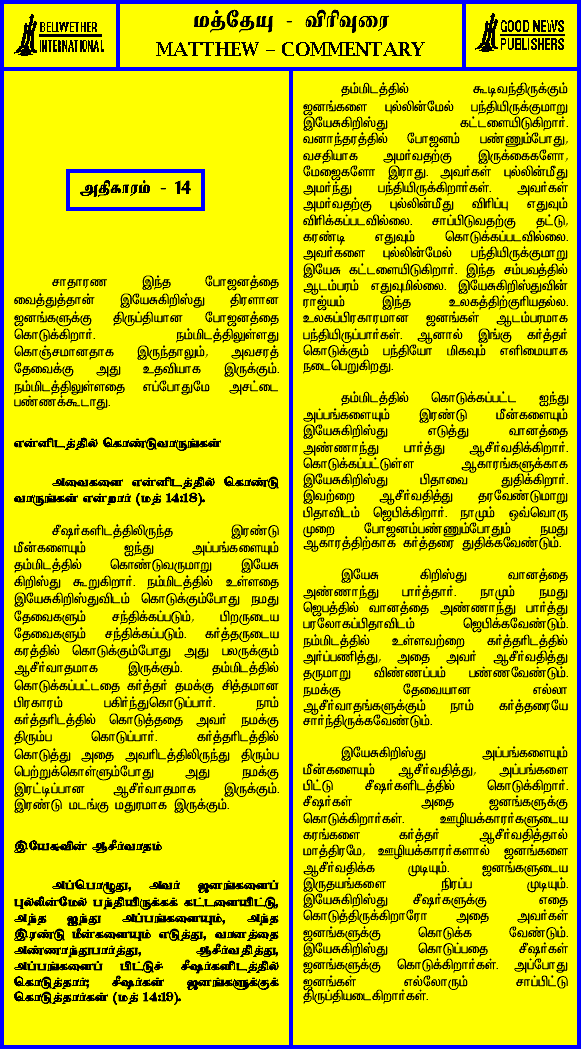 BELIWETHER
INTERNATIONAL
மத்தேயு - விரிவுரை
MATTHEW – COMMENTARY
GOOD NEWS
PUBLISHERS
அதிகாரம் - 14
சாதாரண இந்த போஜனத்தை
வைத்துத்தான் இயேசுகிறிஸ்து திரளான
ஜனங்களுக்கு திருப்தியான போஜனத்தை
கொடுக்கிறார். நம்மிடத்திலுள்ளது
கொஞ்சமானதாக இருந்தாலும், அவசரத்
தேவைக்கு அது உதவியாக இருக்கும்.
நம்மிடத்திலுள்ளதை எப்போதுமே அசட்டை
பண்ணக்கூடாது.
என்னிடத்தில் கொண்டுவாருங்கள்
அவைகளை என்னிடத்தில் கொண்டு
வாருங்கள் என்றார் (மத் 14:18).
சீஷர்களிடத்திலிருந்த இரண்டு
மீன்களையும் ஐந்து அப்பங்களையும்
தம்மிடத்தில் கொண்டுவருமாறு இயேசு
கிறிஸ்து கூறுகிறார். நம்மிடத்தில் உள்ளதை
இயேசுகிறிஸ்துவிடம் கொடுக்கும்போது நமது
தேவைகளும் சந்திக்கப்படும், பிறருடைய
தேவைகளும் சந்திக்கப்படும். கர்த்தருடைய
கரத்தில் கொடுக்கும்போது அது பலருக்கும்
ஆசீர்வாதமாக இருக்கும். தம்மிடத்தில்
கொடுக்கப்பட்டதை கர்த்தர் தமக்கு சித்தமான
பிரகாரம் பகிர்ந்துகொடுப்பார். நாம்
கர்த்தரிடத்தில் கொடுத்ததை அவர் நமக்கு
திரும்ப கொடுப்பார். கர்த்தரிடத்தில்
கொடுத்து அதை அவரிடத்திலிருந்து திரும்ப
பெற்றுக்கொள்ளும்போது அது நமக்கு
இரட்டிப்பான ஆசீர்வாதமாக இருக்கும்.
இரண்டு மடங்கு மதுரமாக இருக்கும்.
இயேசுவின் ஆசீர்வாதம்
அப்பொழுது, அவர் ஜனங்களைப்
புல்லின்மேல் பந்தியிருக்கக் கட்டளையிட்டு,
அந்த ஐந்து அப்பங்களையும், அந்த
இரண்டு மீன்களையும் எடுத்து, வானத்தை
அண்ணாந்துபார்த்து, ஆசீர்வதித்து,
அப்பங்களைப் பிட்டுச் சீஷர்களிடத்தில்
கொடுத்தார்; சீஷர்கள் ஜனங்களுக்குக்
கொடுத்தார்கள் (மத் 14:19).
தம்மிடத்தில் கூடிவந்திருக்கும்
ஜனங்களை புல்லின்மேல் பந்தியிருக்குமாறு
இயேசுகிறிஸ்து கட்டளையிடுகிறார்.
வனாந்தரத்தில் போஜனம் பண்ணும்போது,
வசதியாக அமர்வதற்கு இருக்கைகளோ,
மேஜைகளோ இராது. அவர்கள் புல்லின்மீது
அமர்ந்து பந்தியிருக்கிறார்கள். அவர்கள்
அமர்வதற்கு புல்லின்மீது விரிப்பு எதுவும்
விரிக்கப்படவில்லை. சாப்பிடுவதற்கு தட்டு,
கரண்டி எதுவும் கொடுக்கப்படவில்லை.
அவர்களை புல்லின்மேல் பந்தியிருக்குமாறு
இயேசு கட்டளையிடுகிறார். இந்த சம்பவத்தில்
ஆடம்பரம் எதுவுமில்லை. இயேசுகிறிஸ்துவின்
ராஜ்யம் இந்த உலகத்திற்குரியதல்ல.
உலகப்பிரகாரமான ஜனங்கள் ஆடம்பரமாக
பந்தியிருப்பார்கள். ஆனால் இங்கு கர்த்தர்
கொடுக்கும் பந்தியோ மிகவும் எளிமையாக
நடைபெறுகிறது.
தம்மிடத்தில் கொடுக்கப்பட்ட ஐந்து
அப்பங்களையும் இரண்டு மீன்களையும்
இயேசுகிறிஸ்து எடுத்து வானத்தை
அண்ணாந்து பார்த்து ஆசீர்வதிக்கிறார்.
கொடுக்கப்பட்டுள்ள ஆகாரங்களுக்காக
இயேசுகிறிஸ்து பிதாவை துதிக்கிறார்.
இவற்றை ஆசீர்வதித்து தரவேண்டுமாறு
பிதாவிடம் ஜெபிக்கிறார். நாமும் ஒவ்வொரு
முறை போஜனம்பண்ணும்போதும் நமது
ஆகாரத்திற்காக கர்த்தரை துதிக்கவேண்டும்.
இயேசு கிறிஸ்து வானத்தை
அண்ணாந்து பார்த்தார். நாமும் நமது
ஜெபத்தில் வானத்தை அண்ணாந்து பார்த்து
பரலோகப்பிதாவிடம் ஜெபிக்கவேண்டும்.
நம்மிடத்தில் உள்ளவற்றை கர்த்தரிடத்தில்
அர்ப்பணித்து, அதை அவர் ஆசீர்வதித்து
தருமாறு விண்ணப்பம் பண்ணவேண்டும்.
நமக்கு தேவையான எல்லா
ஆசீர்வாதங்களுக்கும் நாம் கர்த்தரையே
சார்ந்திருக்கவேண்டும்.
இயேசுகிறிஸ்து அப்பங்களையும்
மீன்களையும் ஆசீர்வதித்து, அப்பங்களை
பிட்டு சீஷர்களிடத்தில் கொடுக்கிறார்.
சீஷர்கள் அதை ஜனங்களுக்கு
கொடுக்கிறார்கள். ஊழியக்காரர்களுடைய
கரங்களை கர்த்தர் ஆசீர்வதித்தால்
மாத்திரமே, ஊழியக்காரர்களால் ஜனங்களை
ஆசீர்வதிக்க முடியும். ஜனங்களுடைய
இருதயங்களை நிரப்ப முடியும்.
இயேசுகிறிஸ்து சீஷர்களுக்கு எதை
கொடுத்திருக்கிறாரோ அதை அவர்கள்
ஜனங்களுக்கு கொடுக்க வேண்டும்.
இயேசுகிறிஸ்து கொடுப்பதை சீஷர்கள்
ஜனங்களுக்கு கொடுக்கிறார்கள். அப்போது
ஜனங்கள் எல்லோரும் சாப்பிட்டு
திருப்தியடைகிறார்கள்.